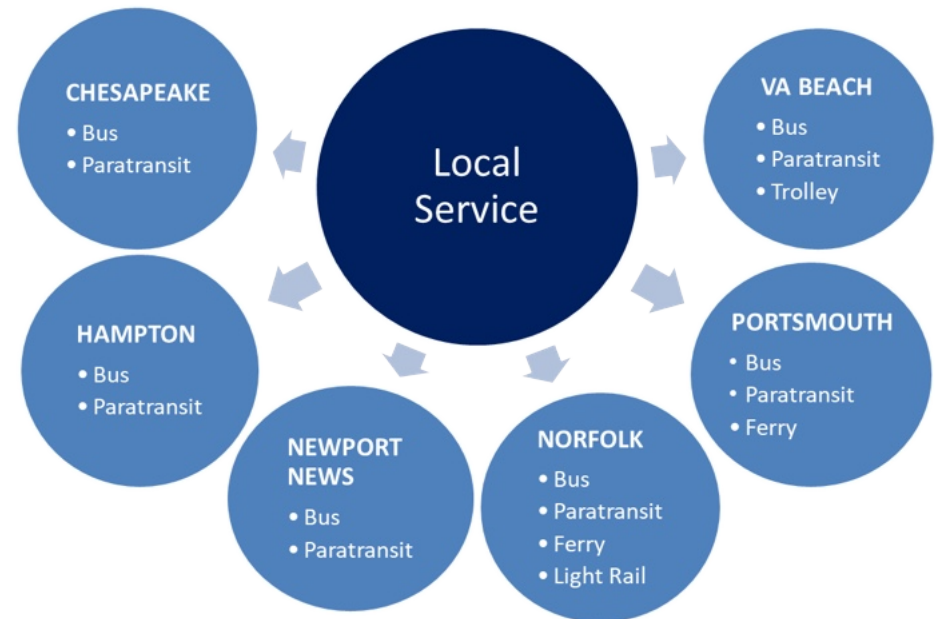 Local
Service
CHESAPEAKE
• Bus
• Paratransit
HAMPTON
• Bus
• Paratransit
NEWPORT
NEWS
• Bus
• Paratransit
NORFOLK
• Bus
• Paratransit
• Ferry
• Light Rail
PORTSMOUTH
• Bus
• Paratransit
• Ferry
VA BEACH
• Bus
• Paratransit
• Trolley